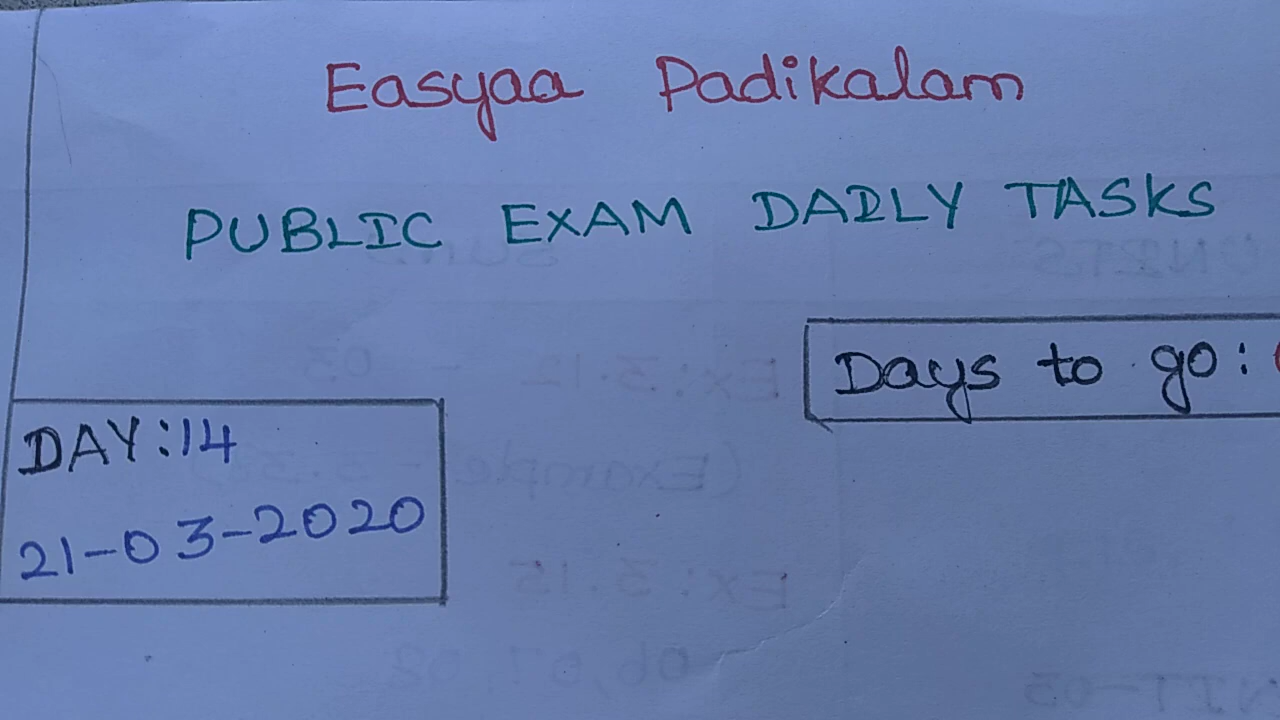 Easyaa Padikalam
PUBLIC EXAM DAILY TASKS
Days to go:
DAY:14
21-03-2020